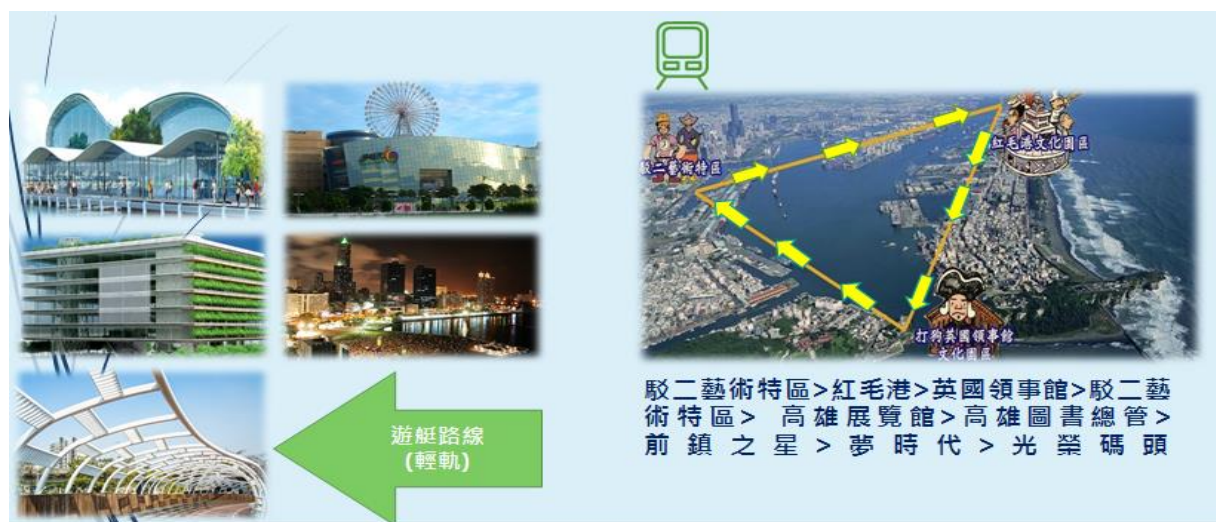 駁二藝術特區
紅毛港文化園區
打狗英國領事館
文化園區
遊艇路線
(輕軌)
駁二藝術特區>紅毛港>英國領事館>駁二藝
術特區> 高雄展覽館>高雄圖書總管>
前鎮之星>夢時代>光榮碼頭